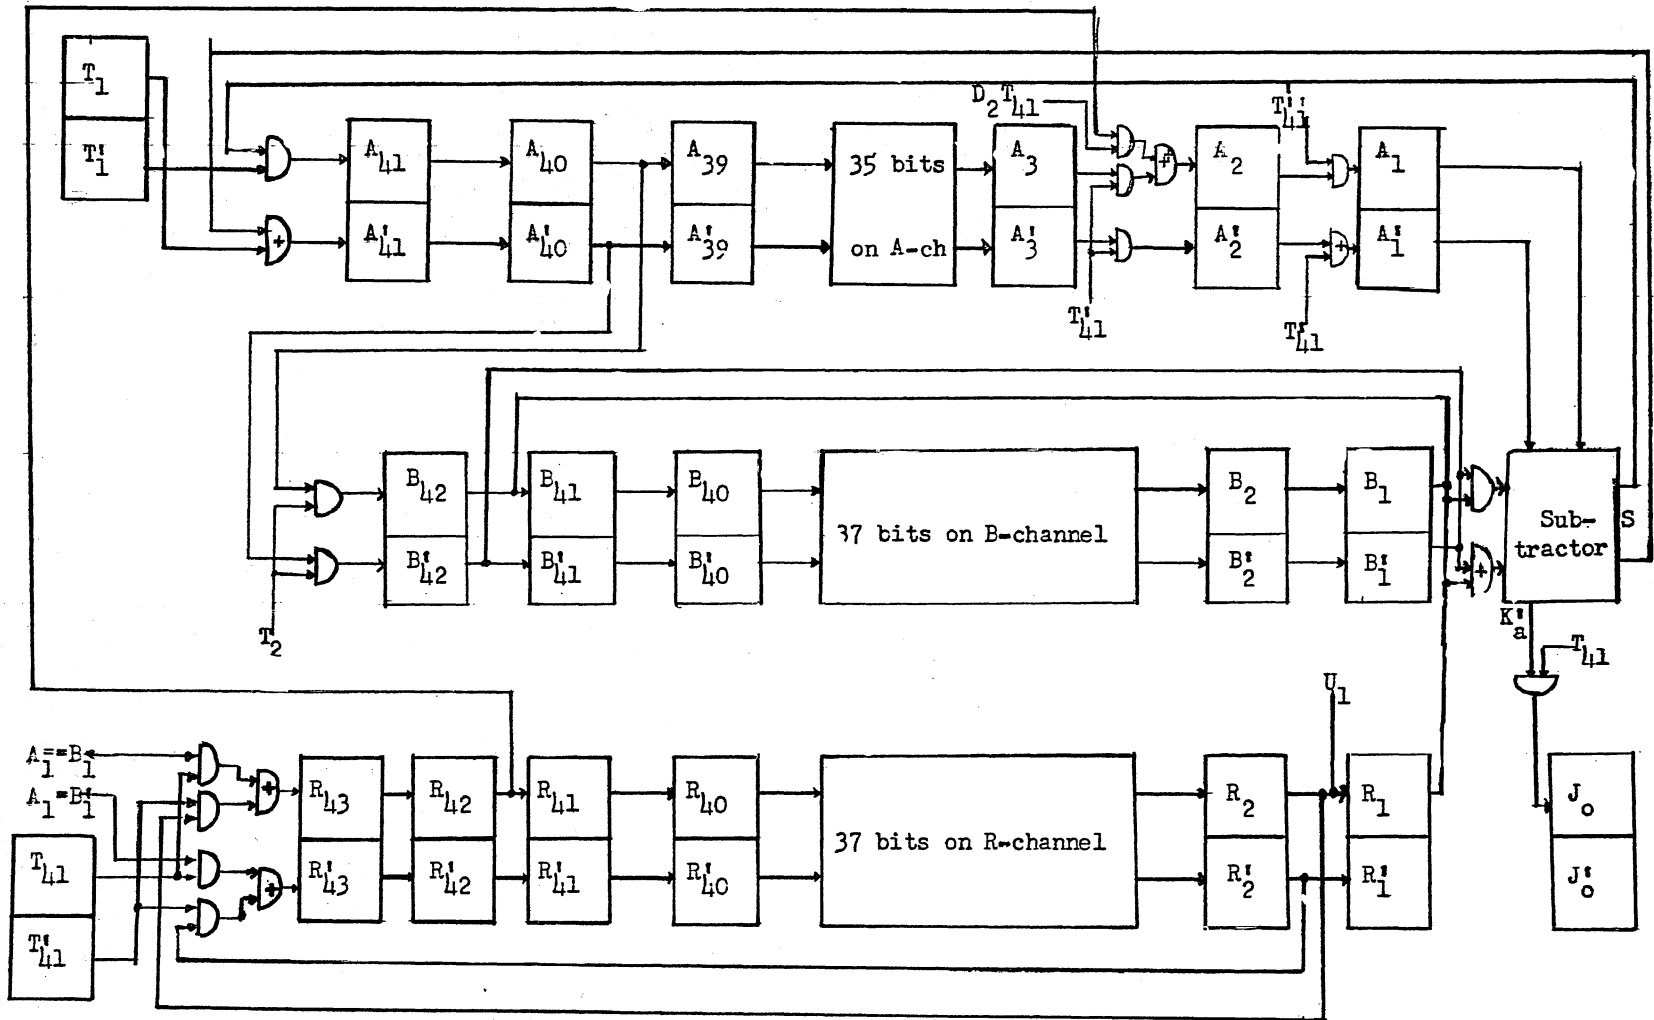 T1
T'1
A41
A'41
A40
A'40
A39
A'39
35 bits
on A-ch
A3
A'3
D2T41
T'41
A2
A'2
T'41
T'41
A1
A'1
T2
B42
B'42
B41
B'41
B40
B'40
37 bits on B-channel
B2
B'2
B1
B'1
Sub-
tractor
S
K'a
T41
U1
A1==B1
A1=B'1
T41
T'41
R43
R'43
R42
R'42
R41
R'41
R40
R'40
37 bits on R-channel
R2
R'2
R1
R'1
Jo
J'o
+
+
+
+
+
+